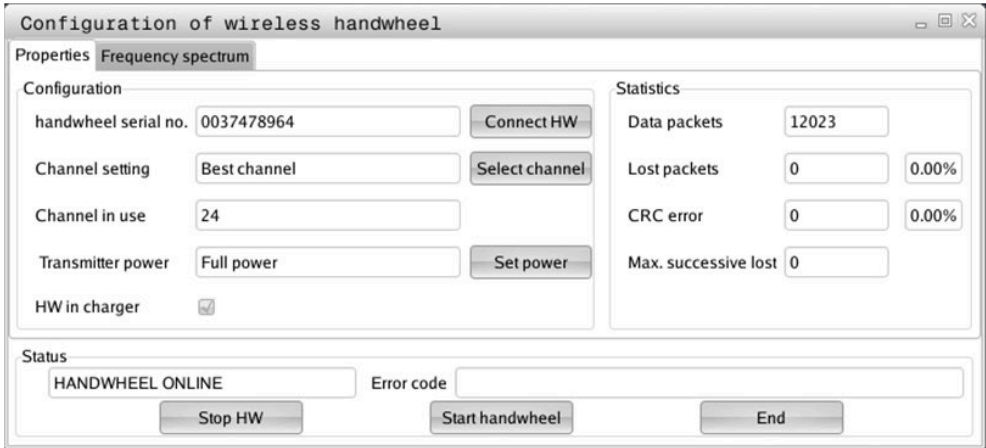 Configuration of wireless handwheel
Properties Frequency spectrum
Configuration
handwheel serial no. 0037478964 Connect HW
Channel setting Best channel Select channel
Channel in use 24
Transmitter power Full power Set power
HW in charger
Statistics
Data packets 12023
Lost packets 0 0.00%
CRC error 0 0.00%
Max. successive lost 0
Status
HANDWHEEL ONLINE Error code
Stop HW Start handwheel End